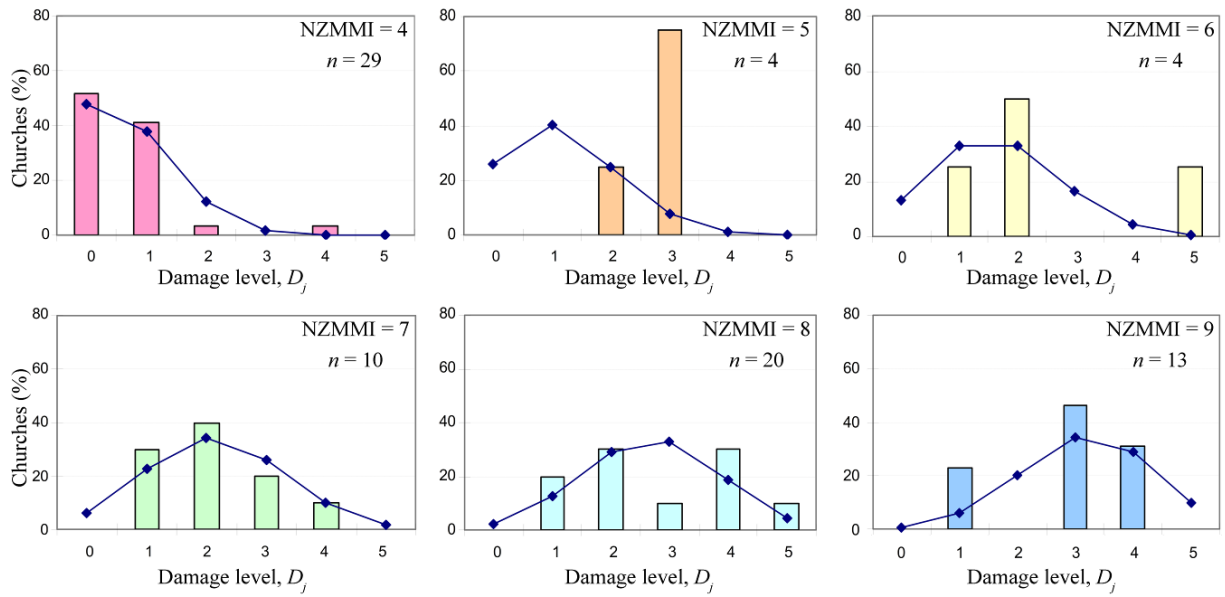 80
NZMMI = 4
n = 29
60
40
20
0
Churches (%)
0 1 2 3 4 5
Damage level, Dj
80
NZMMI = 5
n = 4
60
40
20
0
0 1 2 3 4 5
Damage level, Dj
80
NZMMI = 6
n = 4
60
40
20
0
0 1 2 3 4 5
Damage level, Dj
80
NZMMI = 7
n = 10
60
40
20
0
Churches (%)
0 1 2 3 4 5
Damage level, Dj
80
NZMMI = 8
n = 20
60
40
20
0
0 1 2 3 4 5
Damage level, Dj
80
NZMMI = 9
n = 13
60
40
20
0
0 1 2 3 4 5
Damage level, Dj